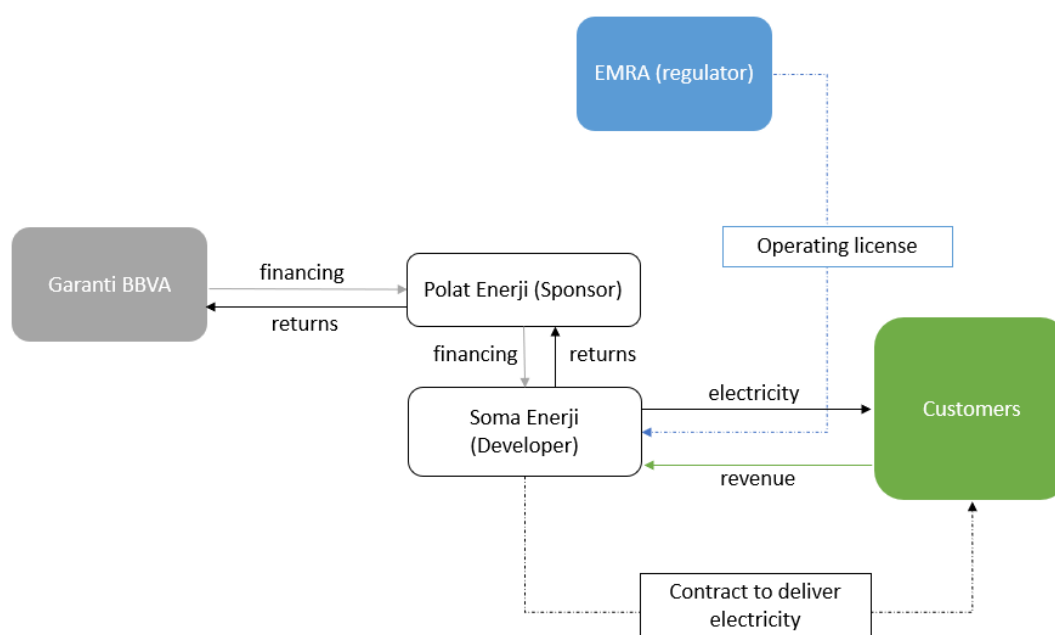 EMRA (regulator)
Operating license
Garanti BBVA
financing
returns
Polat Enerji (Sponsor)
financing
returns
Soma Enerji
(Developer)
electricity
revenue
Customers
Contract to deliver
electricity